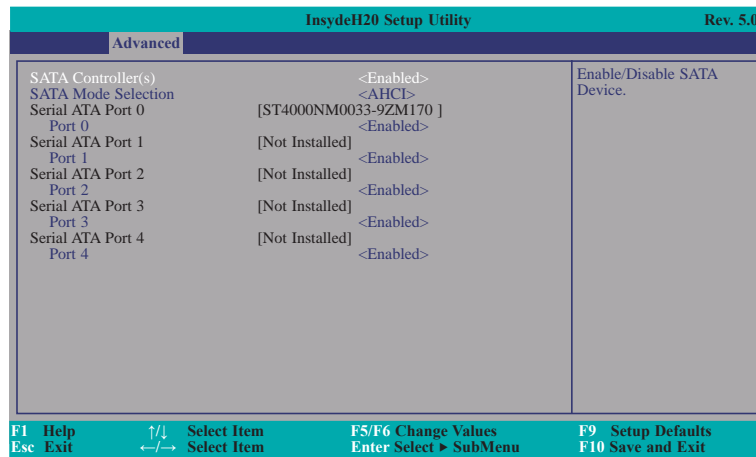 InsydeH20 Setup Utility Rev. 5.0
Advanced
SATA Controller(s) <Enabled>
SATA Mode Selection <AHCI>
Serial ATA Port 0 [ST4000NM0033-9ZM170 ]
Port 0 <Enabled>
Serial ATA Port 1 [Not Installed]
Port 1 <Enabled>
Serial ATA Port 2 [Not Installed]
Port 2 <Enabled>
Serial ATA Port 3 [Not Installed]
Port 3 <Enabled>
Serial ATA Port 4 [Not Installed]
Port 4 <Enabled>
Enable/Disable SATA
Device.
F1 Help ↑/↓ Select Item F5/F6 Change Values F9 Setup Defaults
Esc Exit ←/→ Select Item Enter Select ▶ SubMenu F10 Save and Exit